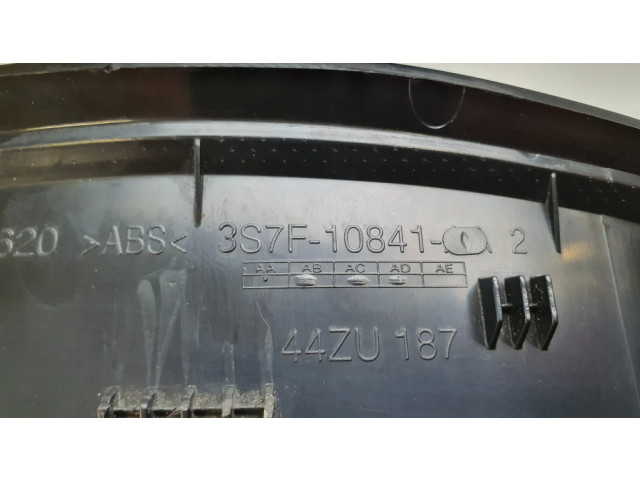 620 >ABS< 3S7F-10841- 2
AA AB AC AD AE
44ZU 187